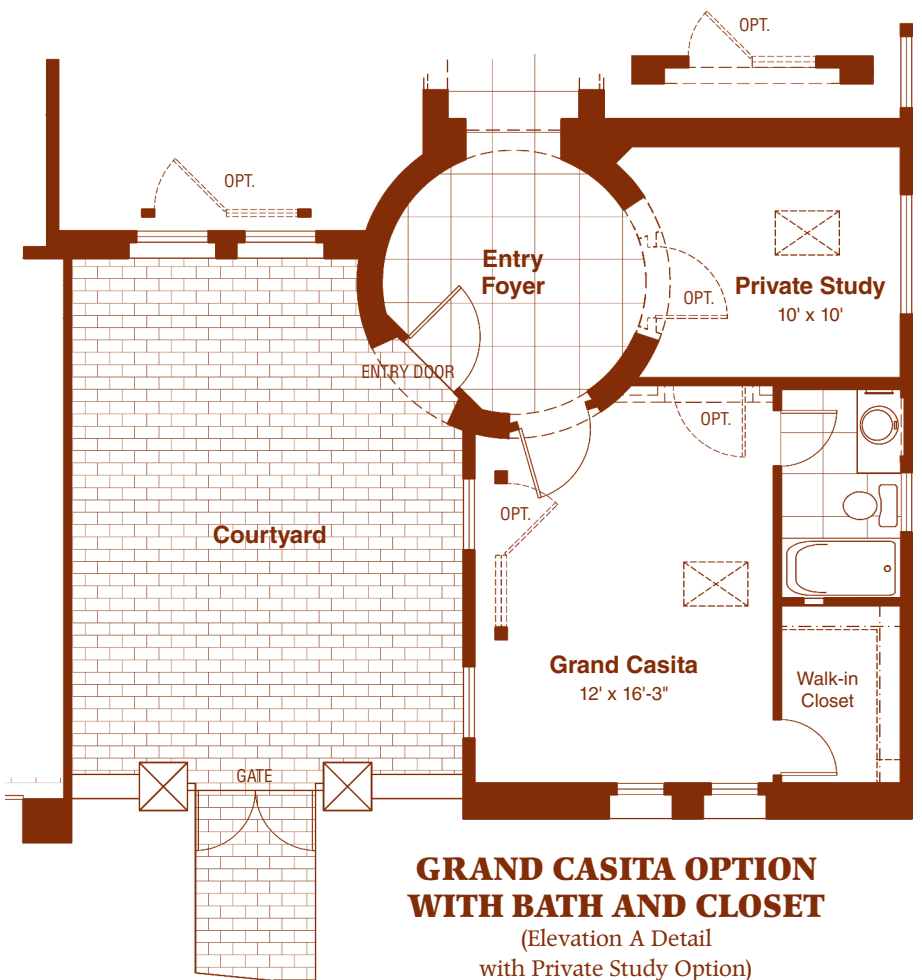 OPT.
OPT.
Entry
Foyer
Private Study
10' x 10'
OPT.
ENTRY DOOR
OPT.
OPT.
Courtyard
Grand Casita
12' x 16'-3"
Walk-in
Closet
GATE
GRAND CASITA OPTION
WITH BATH AND CLOSET
(Elevation A Detail
with Private Study Option)